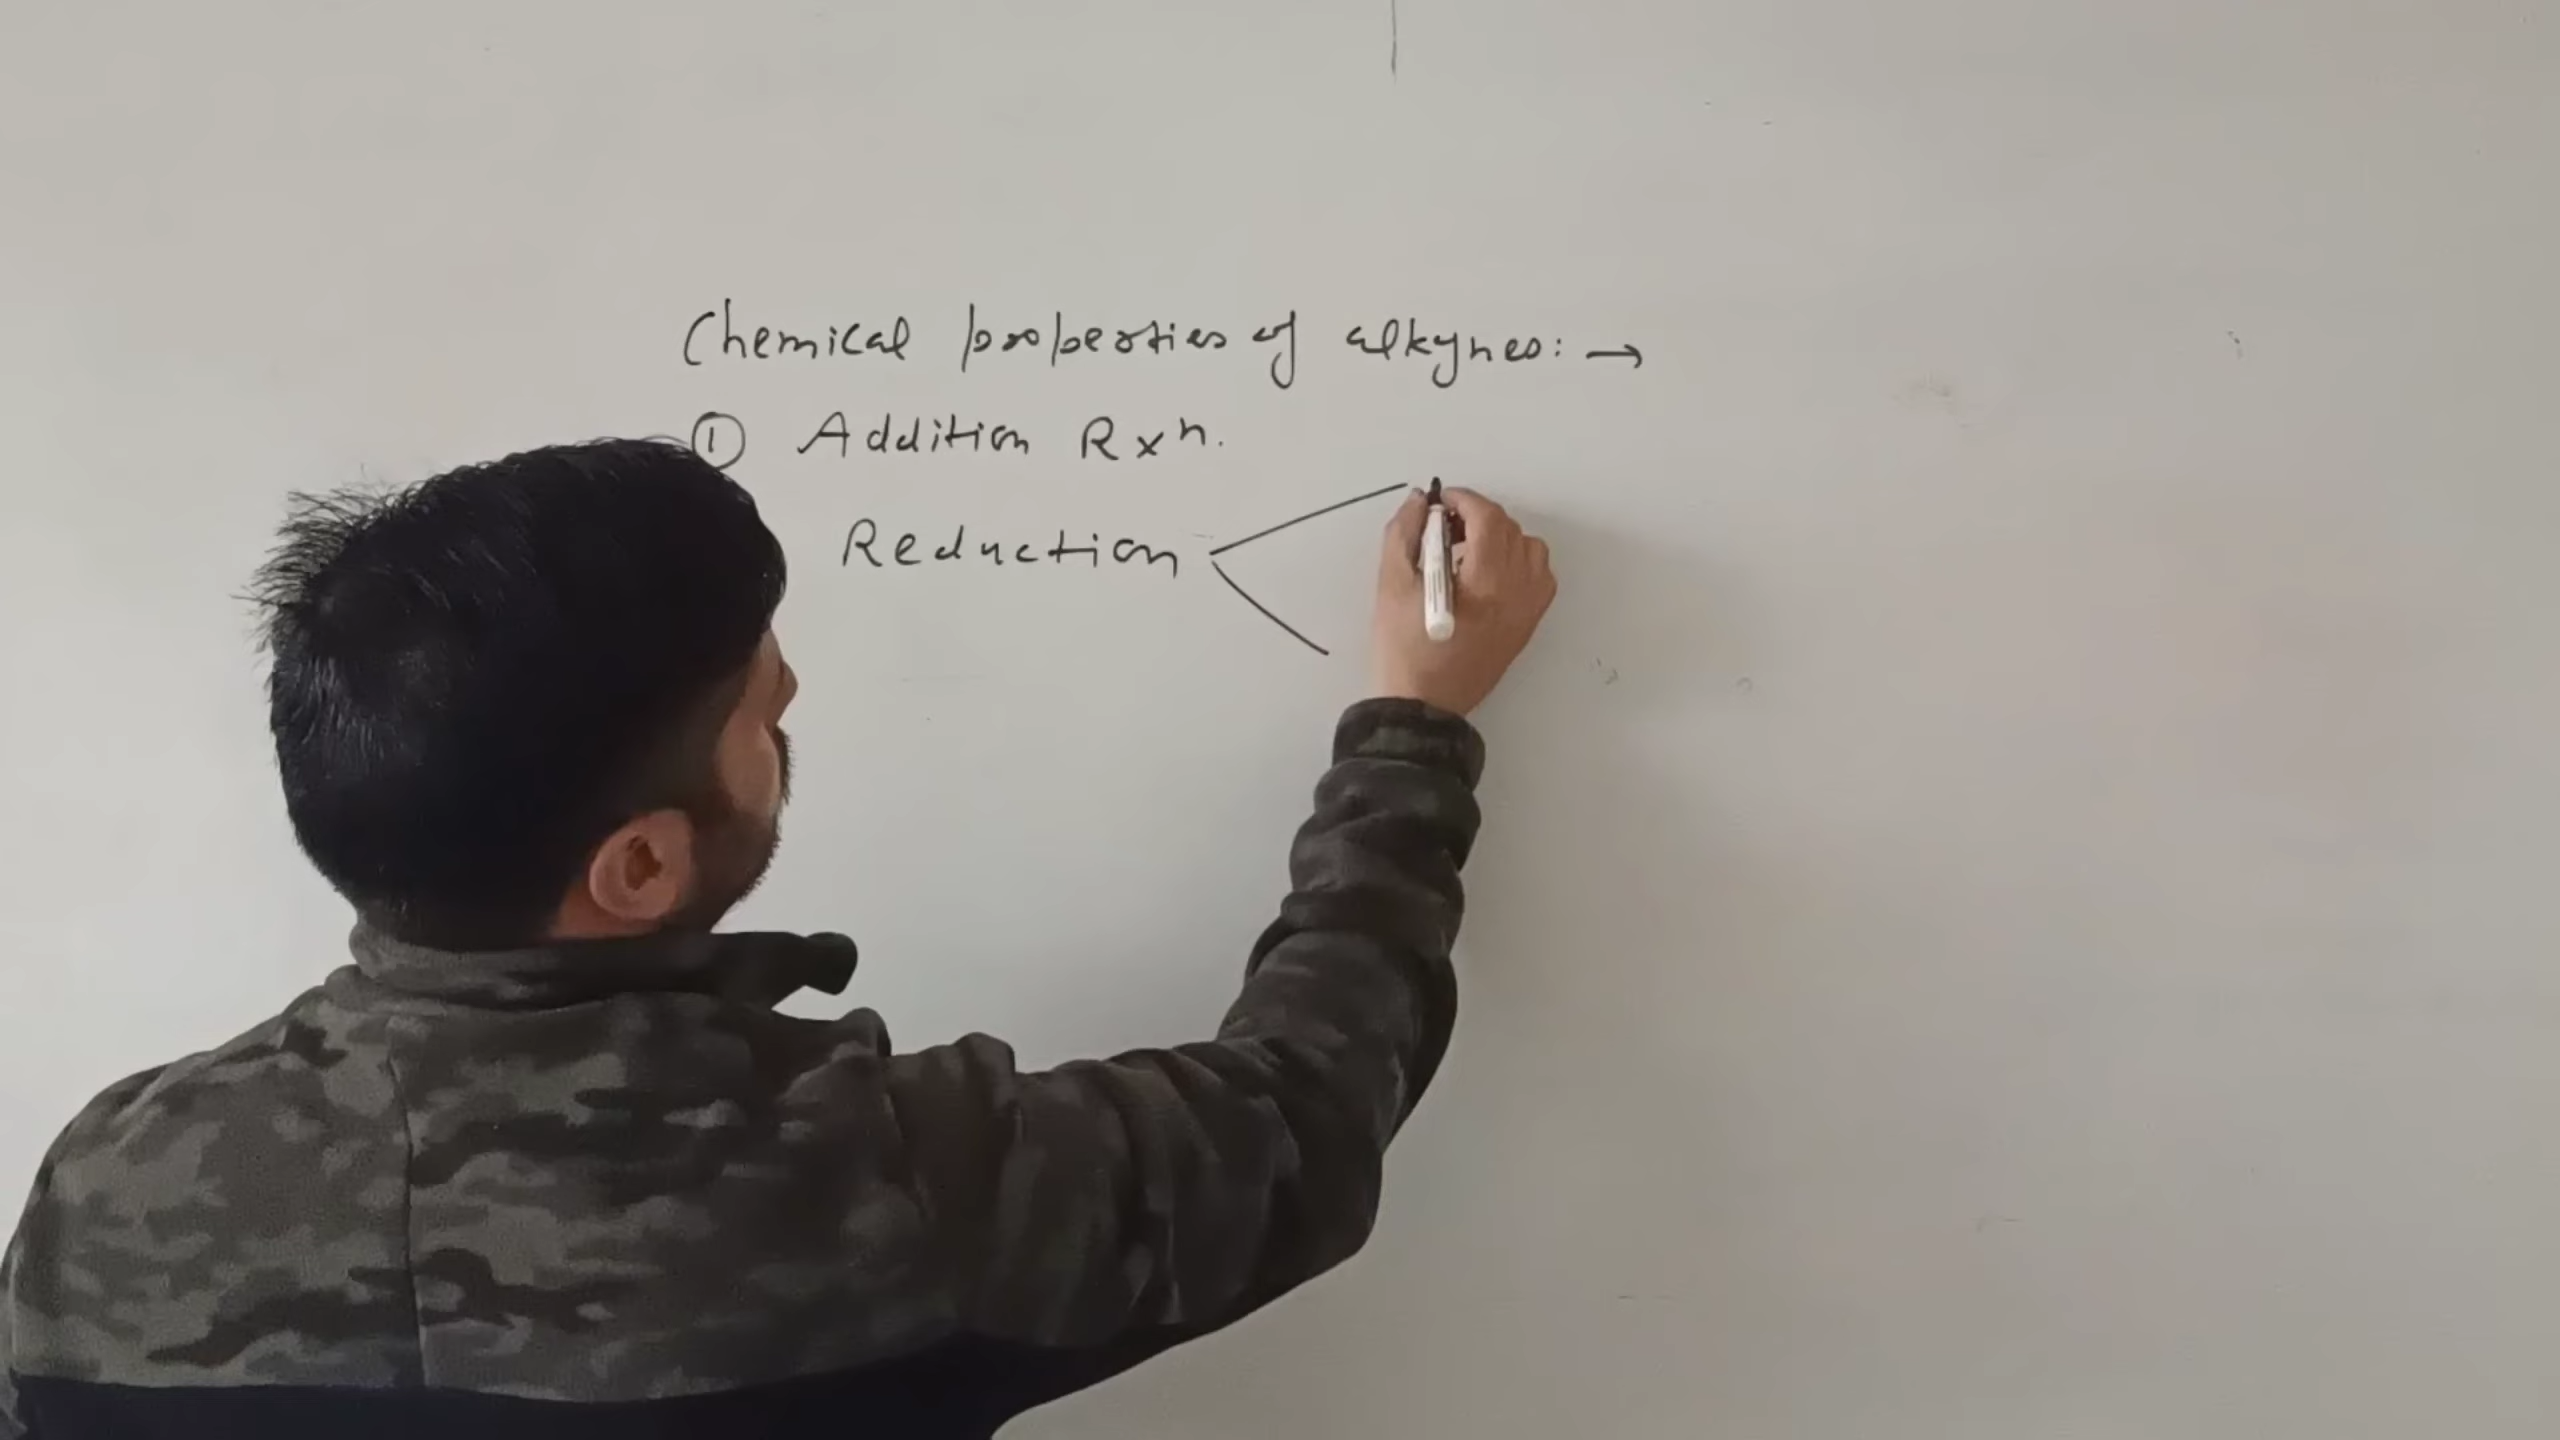 Chemical properties of alkynes: →
① Addition Rxn.
Reduction